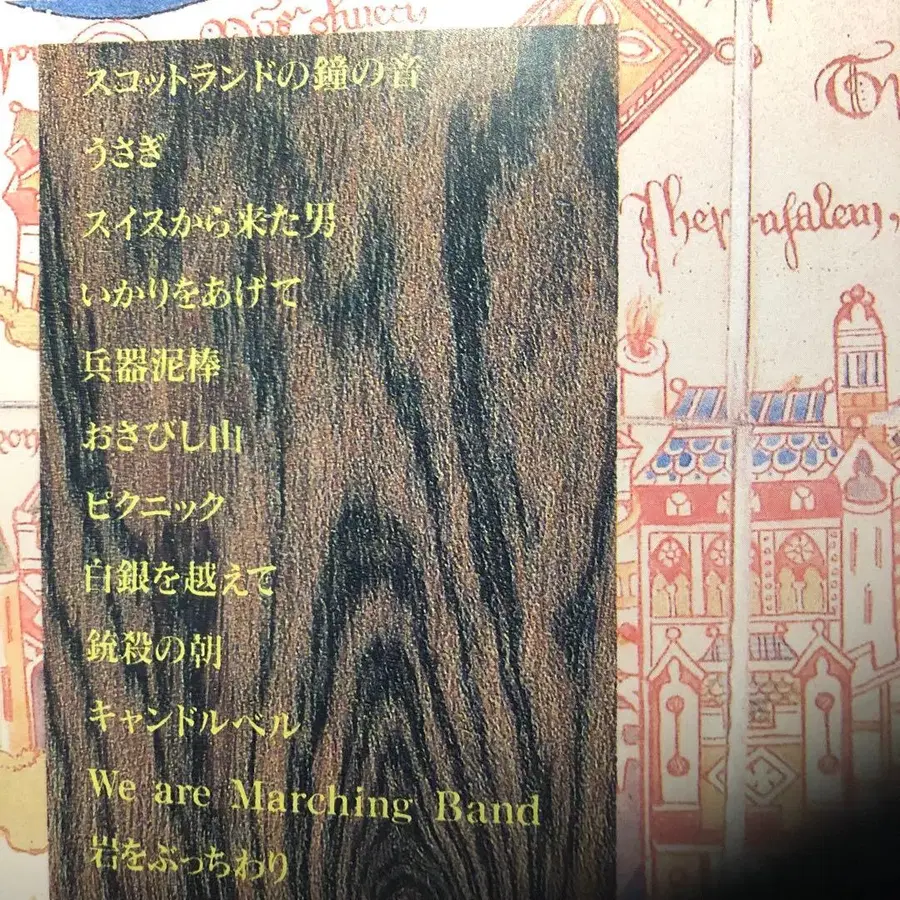 スコットランドの鐘の音
うさぎ
スイスから来た男
いかりをあげて
兵器泥棒
おさびし山
ピクニック
白銀を越えて
銃殺の朝
キャンドルベル
We are Marching Band
岩をぶっちわり